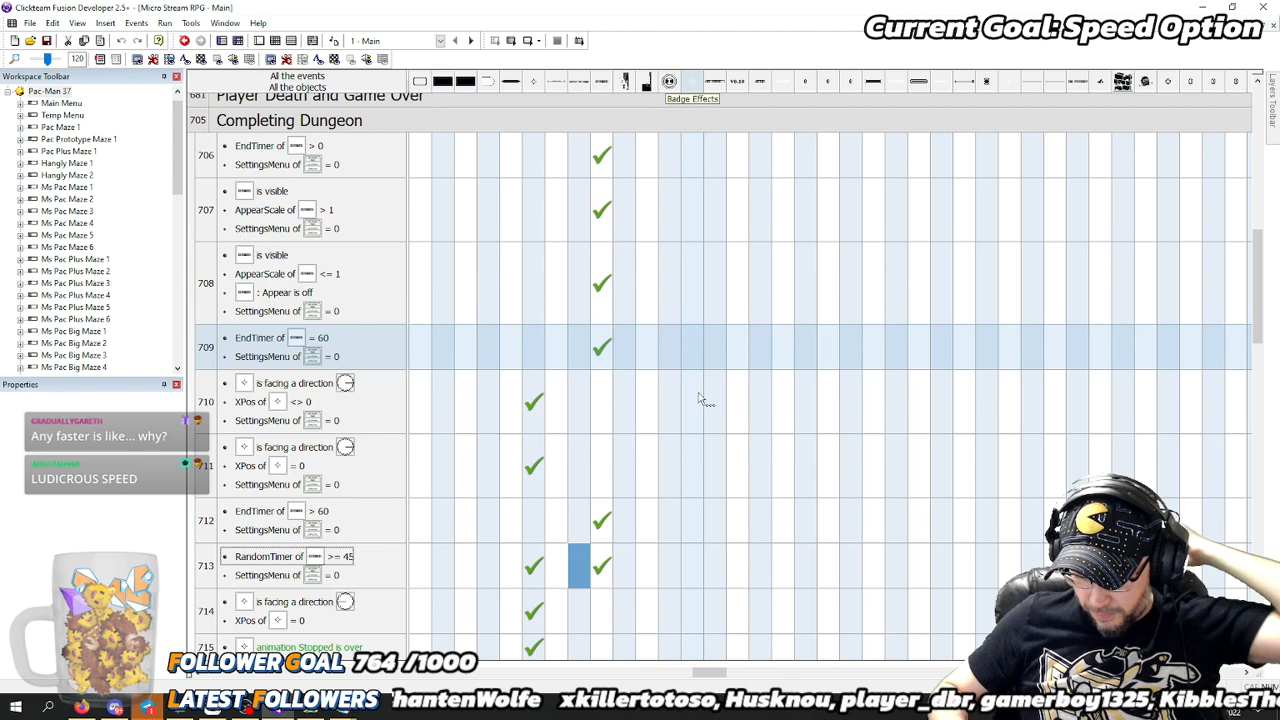 Clickteam Fusion Developer 2.5+ - [Micro Stream RPG - Main]
File Edit View Insert Events Run Tools Window Help
Current Goal: Speed Option
1 - Main
120
Workspace Toolbar
All the events
All the objects
Pac-Man 37
Main Menu
Temp Menu
Pac Maze 1
Pac Prototype Maze 1
Pac Plus Maze 1
Hangly Maze 1
Hangly Maze 2
Ms Pac Maze 1
Ms Pac Maze 2
Ms Pac Maze 3
Ms Pac Maze 4
Ms Pac Maze 5
Ms Pac Maze 6
Ms Pac Plus Maze 1
Ms Pac Plus Maze 2
Ms Pac Plus Maze 3
Ms Pac Plus Maze 4
Ms Pac Plus Maze 5
Ms Pac Plus Maze 6
Ms Pac Big Maze 1
Ms Pac Big Maze 2
Ms Pac Big Maze 3
Ms Pac Big Maze 4
Properties
Badge Effects
Layers Toolbar
681 Player Death and Game Over
705 Completing Dungeon
706 EndTimer of > 0
SettingsMenu of = 0
707 is visible
AppearScale of > 1
SettingsMenu of = 0
708 is visible
AppearScale of <= 1
: Appear is off
SettingsMenu of = 0
709 EndTimer of = 60
SettingsMenu of = 0
710 is facing a direction
XPos of <> 0
SettingsMenu of = 0
711 is facing a direction
XPos of = 0
SettingsMenu of = 0
712 EndTimer of > 60
SettingsMenu of = 0
713 RandomTimer of >= 45
SettingsMenu of = 0
714 is facing a direction
XPos of = 0
715 animation Stopped is over
GRADUALLYGARETH
Any faster is like... why?
LUDICROUS SPEED
Follower Goal 764 /1000
Latest Followers hantenWolfe xkillertotoso, Husknou, player_dbr, gamerboy1325, KibblesTh